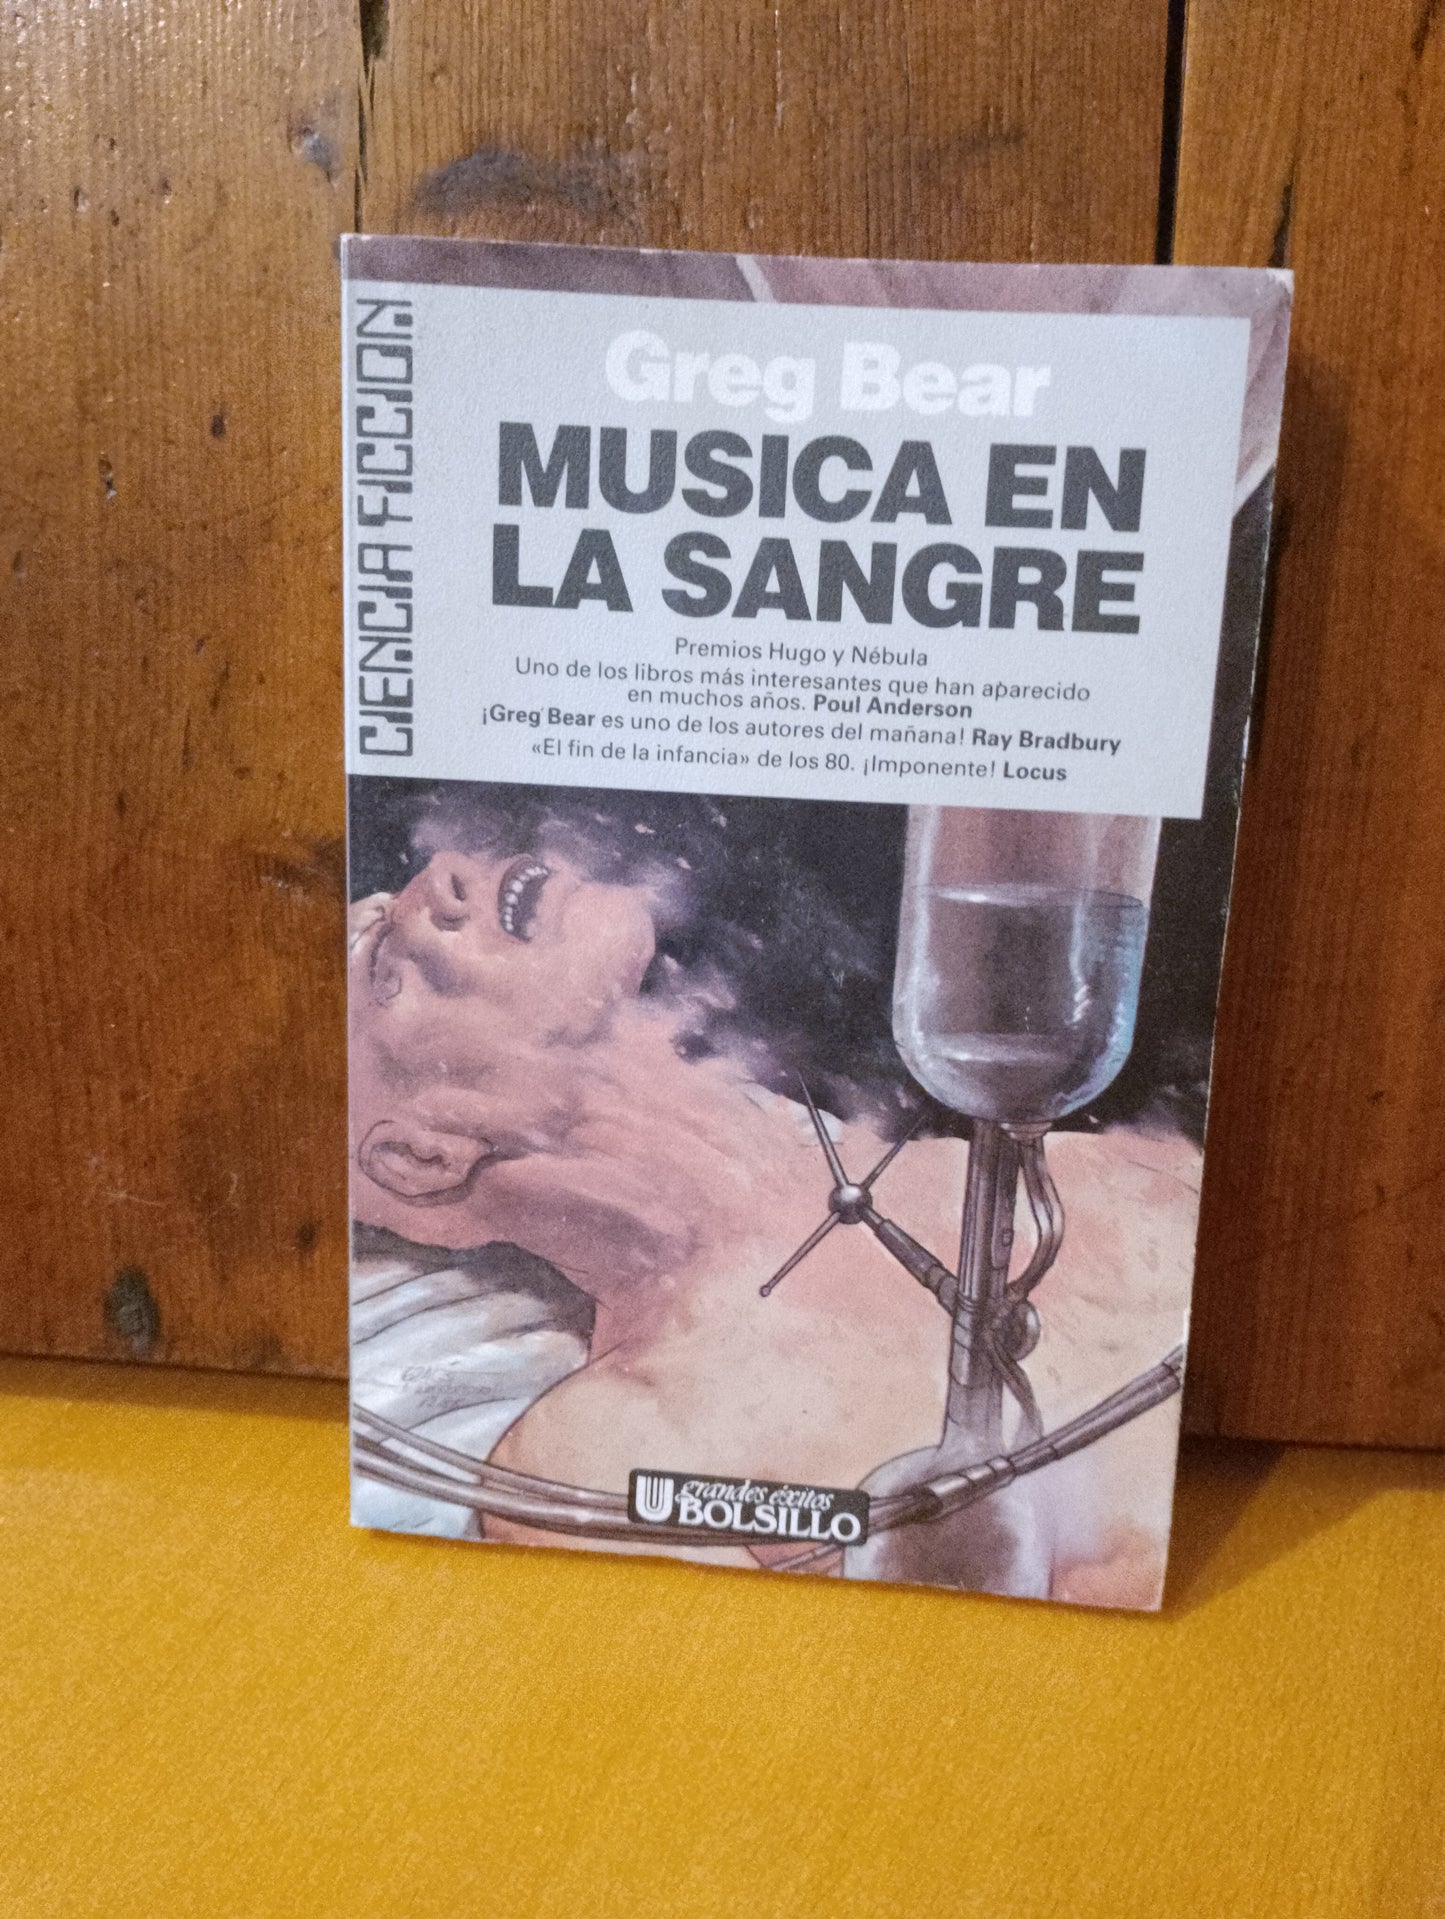 CIENCIA FICCION
Greg Bear
MUSICA EN
LA SANGRE
Premios Hugo y Nébula
Uno de los libros más interesantes que han aparecido
en muchos años. Poul Anderson
¡Greg Bear es uno de los autores del mañana! Ray Bradbury
«El fin de la infancia» de los 80. ¡Imponente! Locus
grandes éxitos
BOLSILLO